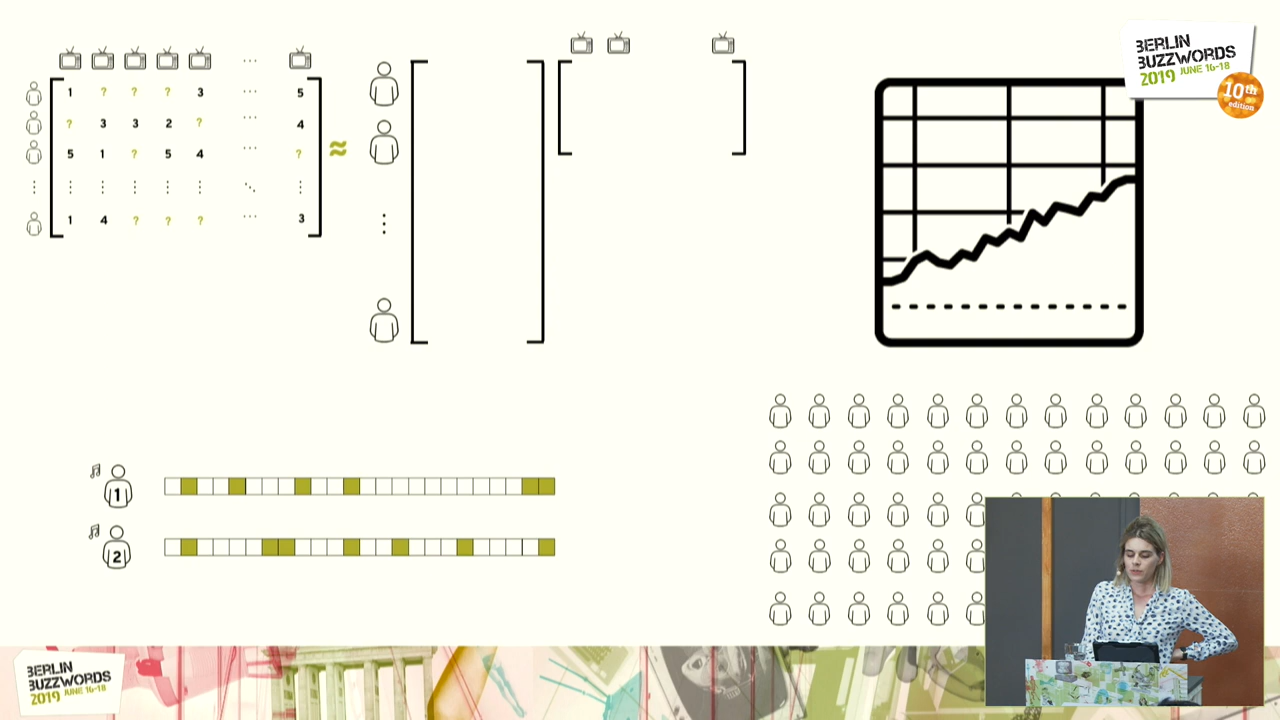 1 ? ? ? 3 ... 5
? 3 3 2 ? ... 4
5 1 ? 5 4 ... ?
1 4 ? ? ? ... 3
≈
BERLIN
BUZZWORDS
2019 JUNE 16-18
10th
edition
1
2
BERLIN
BUZZWORDS
2019 JUNE 16-18